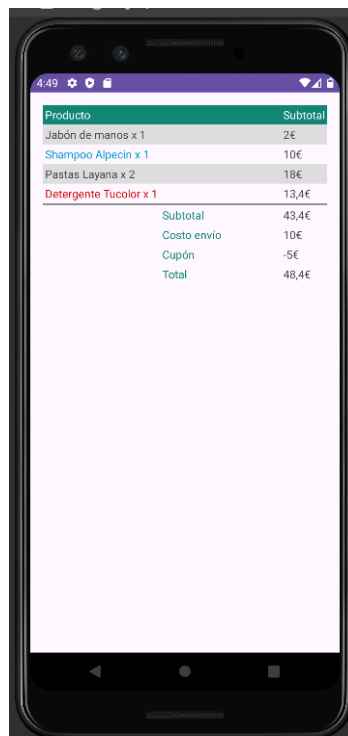 4:49
Producto Subtotal
Jabón de manos x 1 2€
Shampoo Alpecin x 1 10€
Pastas Layana x 2 18€
Detergente Tucolor x 1 13,4€
Subtotal 43,4€
Costo envío 10€
Cupón -5€
Total 48,4€